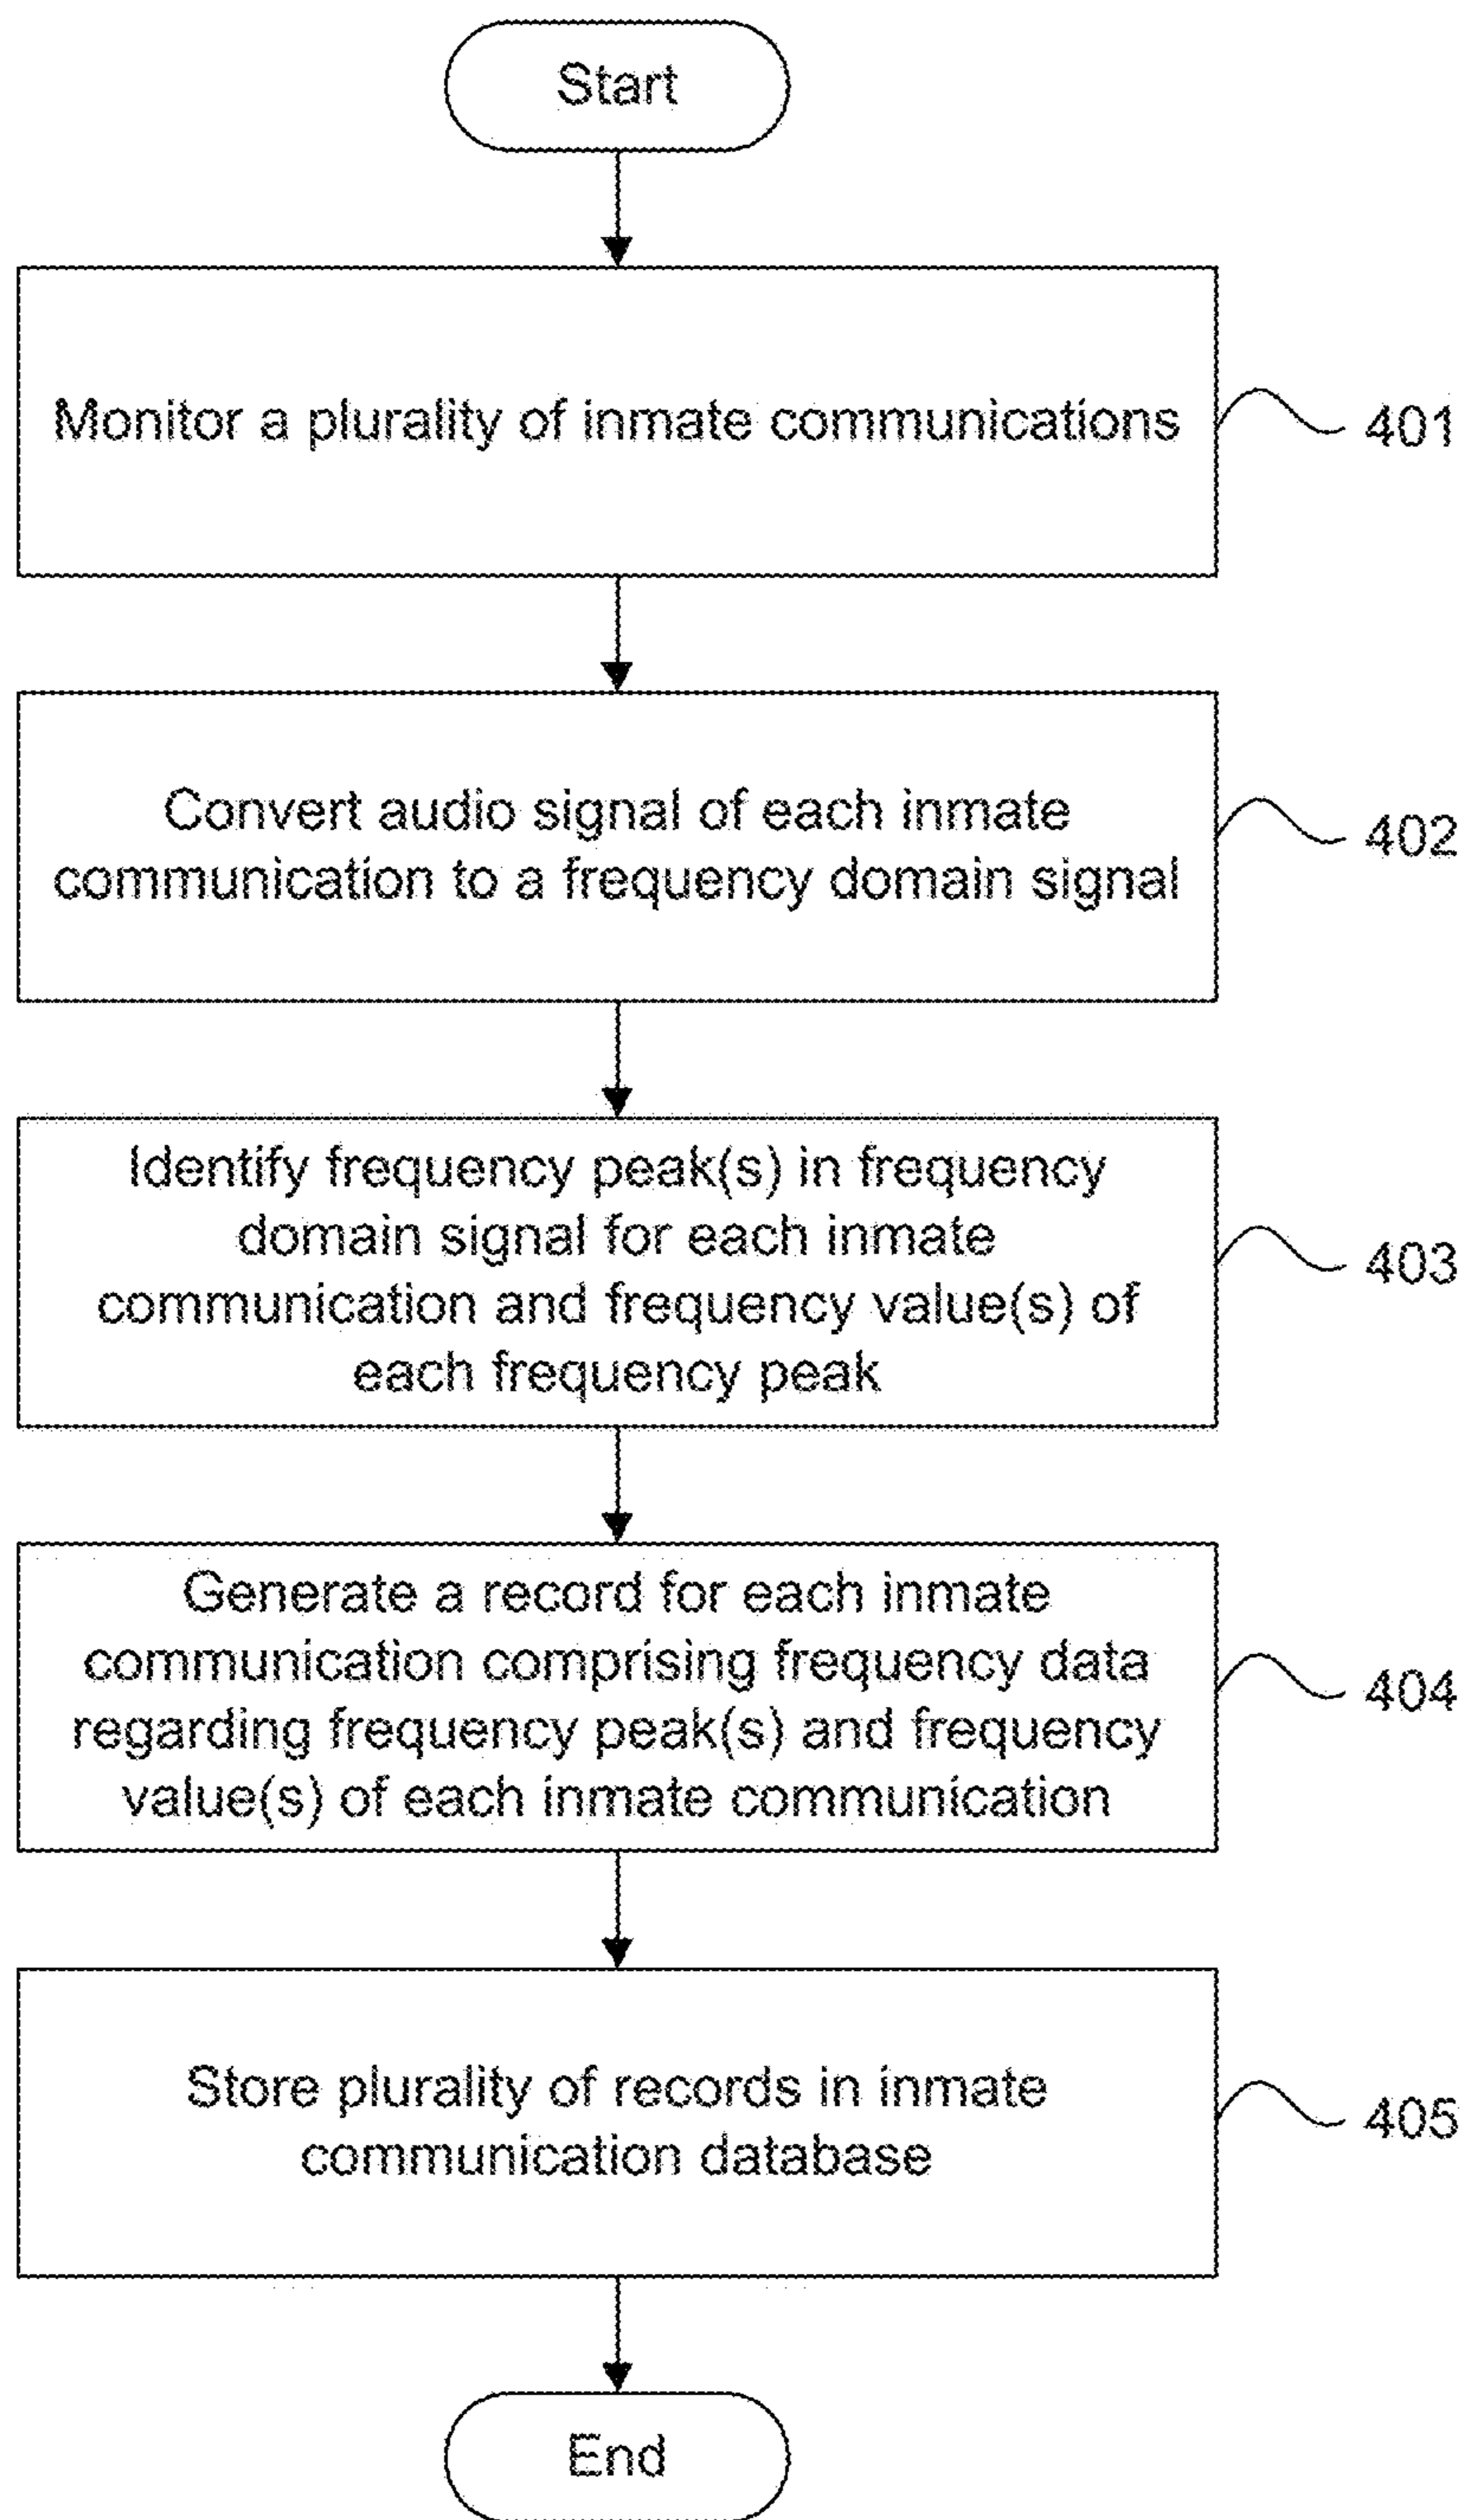 Start
Monitor a plurality of inmate communications
401
Convert audio signal of each inmate
communication to a frequency domain signal
402
Identify frequency peak(s) in frequency
domain signal for each inmate
communication and frequency value(s) of
each frequency peak
403
Generate a record for each inmate
communication comprising frequency data
regarding frequency peak(s) and frequency
value(s) of each inmate communication
404
Store plurality of records in inmate
communication database
405
End